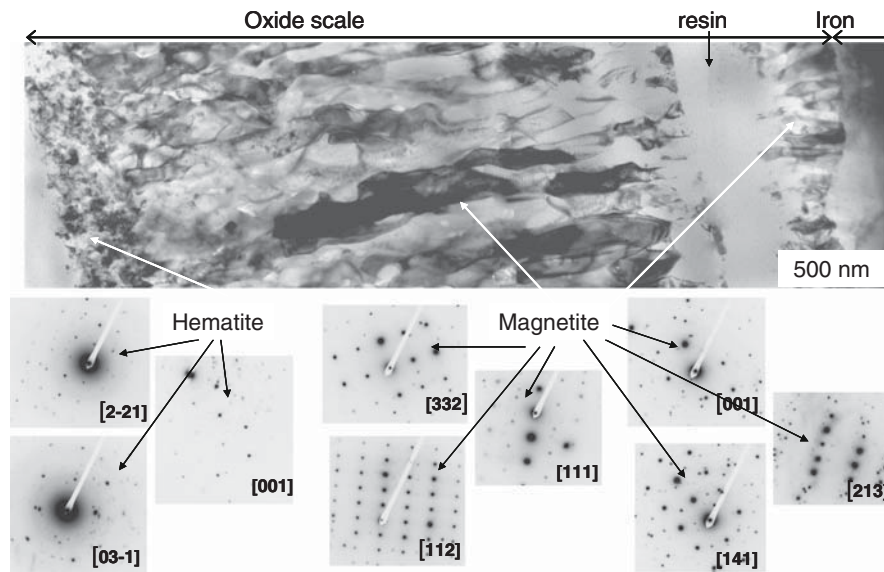 Oxide scale
resin
Iron
500 nm
Hematite
Magnetite
[2-21]
[001]
[03-1]
[332]
[111]
[112]
[001]
[213]
[141]